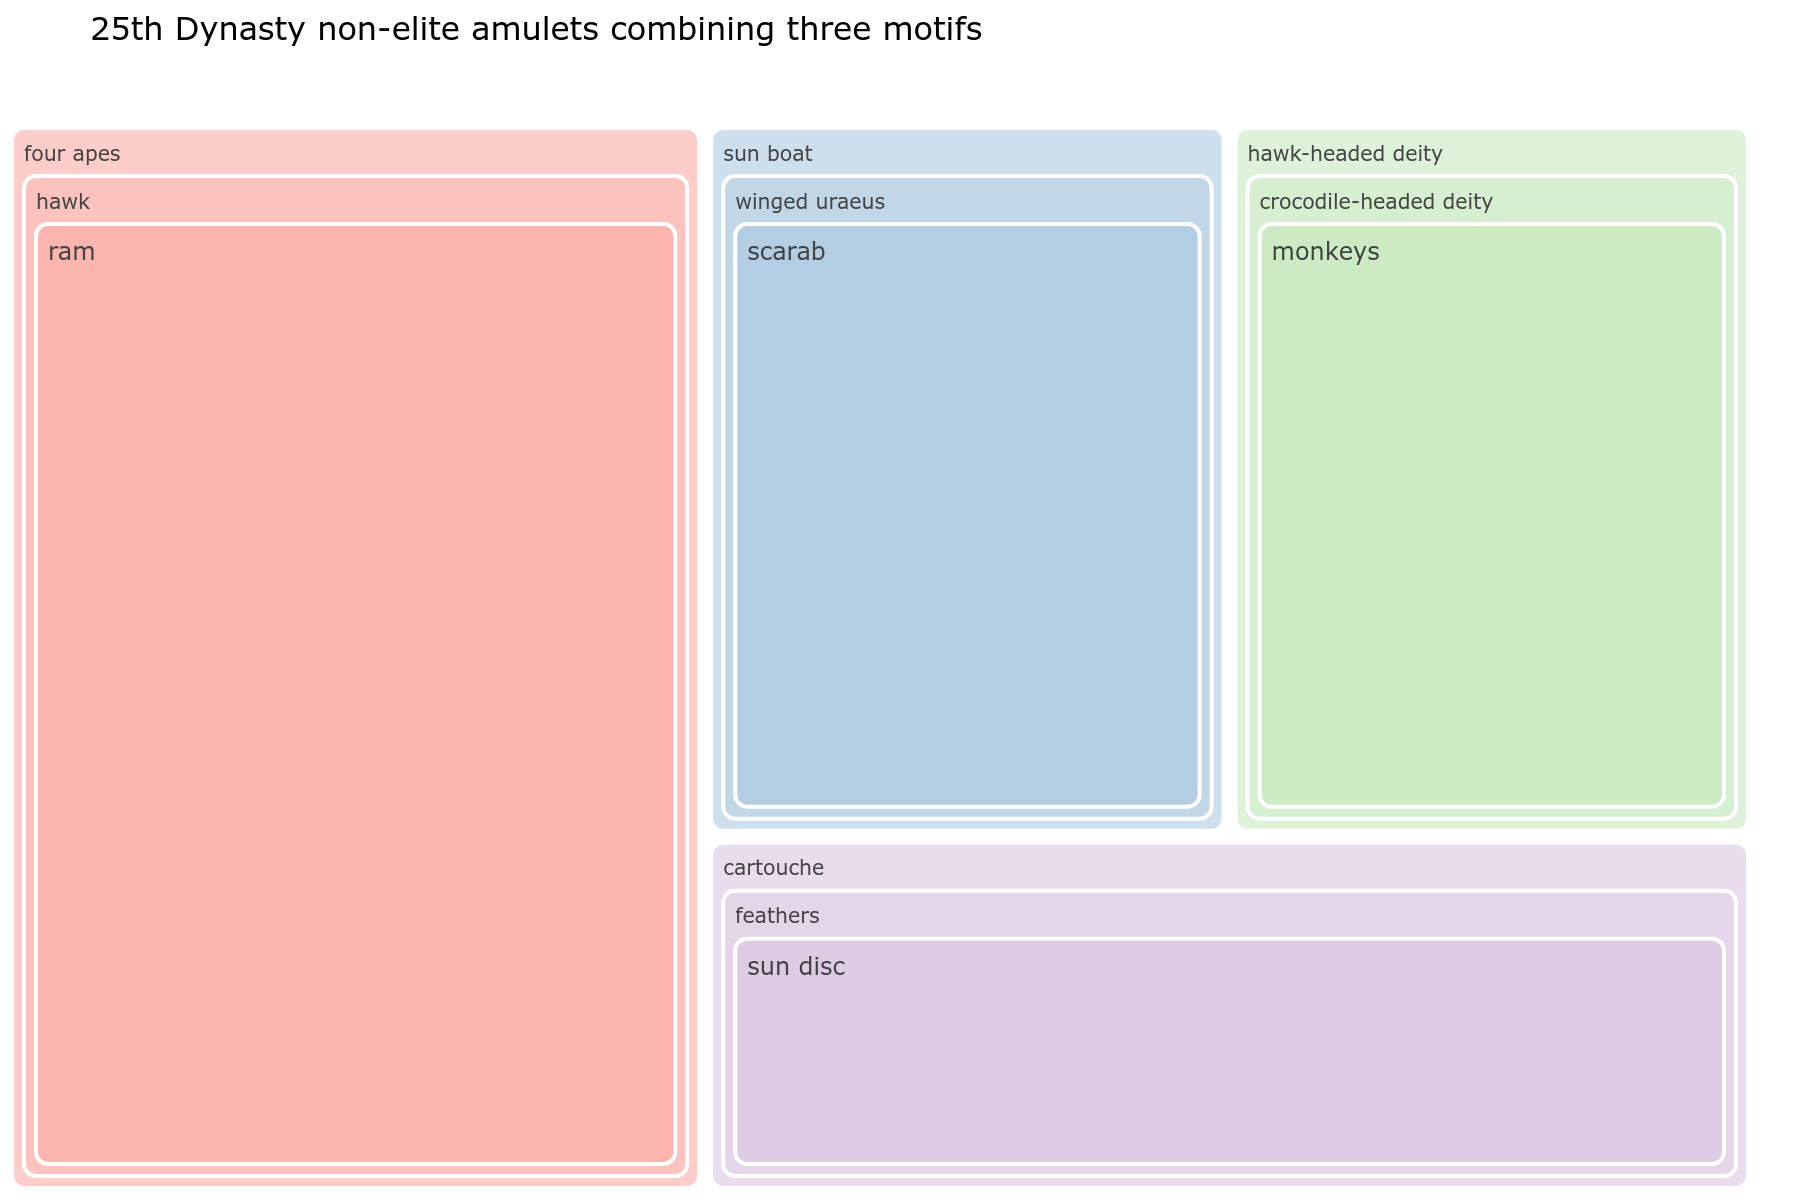 25th Dynasty non-elite amulets combining three motifs
four apes
hawk
ram
sun boat
winged uraeus
scarab
hawk-headed deity
crocodile-headed deity
monkeys
cartouche
feathers
sun disc